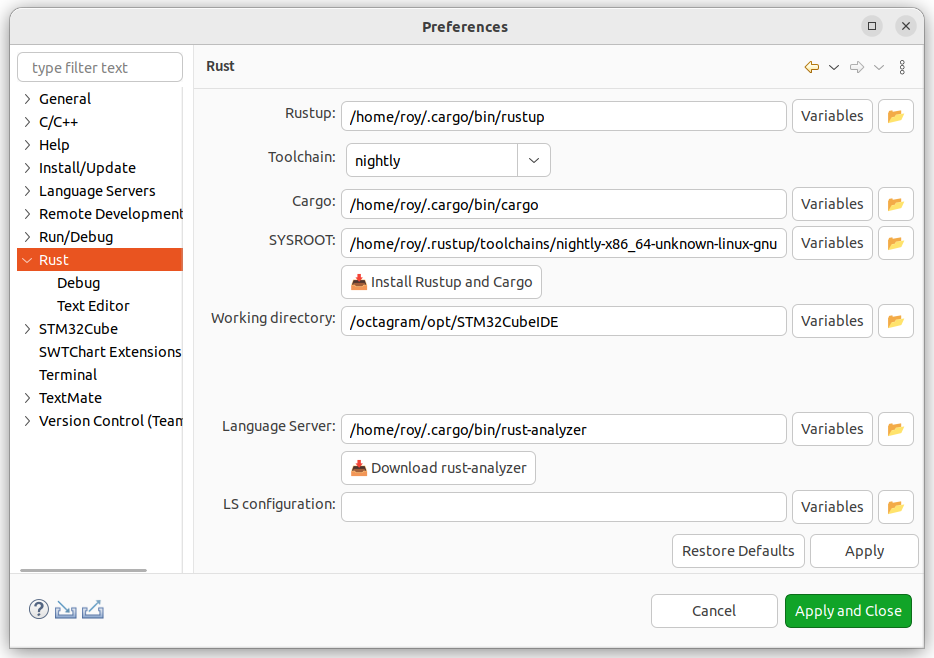 Preferences
type filter text
General
C/C++
Help
Install/Update
Language Servers
Remote Development
Run/Debug
Rust
Debug
Text Editor
STM32Cube
SWTChart Extensions
Terminal
TextMate
Version Control (Team
Rust
Rustup: /home/roy/.cargo/bin/rustup Variables
Toolchain: nightly
Cargo: /home/roy/.cargo/bin/cargo Variables
SYSROOT: /home/roy/.rustup/toolchains/nightly-x86_64-unknown-linux-gnu Variables
Install Rustup and Cargo
Working directory: /octagram/opt/STM32CubeIDE Variables
Language Server: /home/roy/.cargo/bin/rust-analyzer Variables
Download rust-analyzer
LS configuration: Variables
Restore Defaults Apply
? Cancel Apply and Close